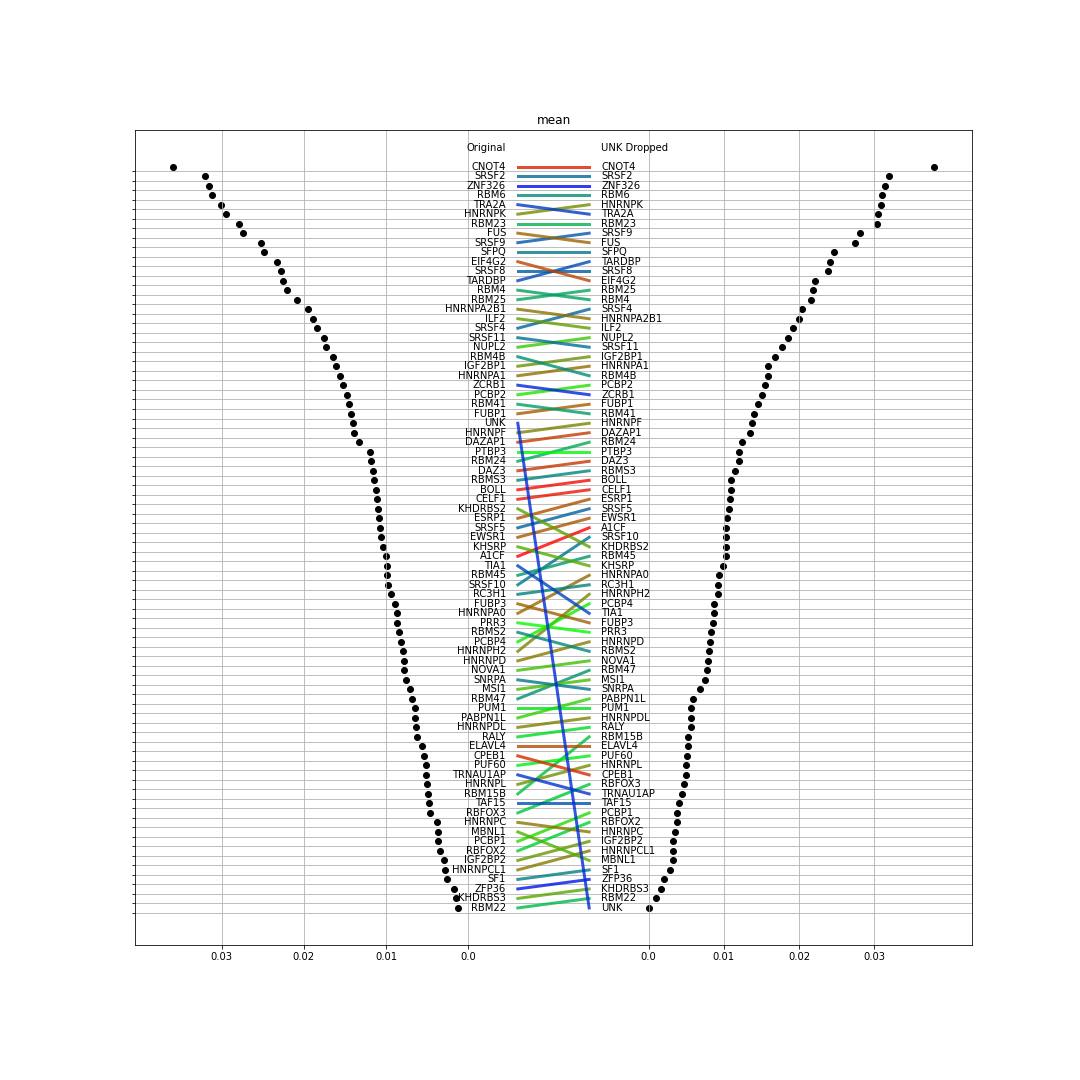 mean
Original UNK Dropped
CNOT4 CNOT4
SRSF2 SRSF2
ZNF326 ZNF326
RBM6 RBM6
TRA2A HNRNPK
HNRNPK TRA2A
RBM23 RBM23
FUS SRSF9
SRSF9 FUS
SFPQ SFPQ
EIF4G2 TARDBP
SRSF8 SRSF8
TARDBP EIF4G2
RBM4 RBM25
RBM25 RBM4
HNRNPA2B1 SRSF4
ILF2 HNRNPA2B1
SRSF4 ILF2
SRSF11 NUPL2
NUPL2 SRSF11
RBM4B IGF2BP1
IGF2BP1 HNRNPA1
HNRNPA1 RBM4B
ZCRB1 PCBP2
PCBP2 ZCRB1
RBM41 FUBP1
FUBP1 RBM41
UNK HNRNPF
HNRNPF DAZAP1
DAZAP1 RBM24
PTBP3 PTBP3
RBM24 DAZ3
DAZ3 RBMS3
RBMS3 BOLL
BOLL CELF1
CELF1 ESRP1
KHDRBS2 SRSF5
ESRP1 EWSR1
SRSF5 A1CF
EWSR1 SRSF10
KHSRP KHDRBS2
A1CF RBM45
TIA1 KHSRP
RBM45 HNRNPA0
SRSF10 RC3H1
RC3H1 HNRNPH2
FUBP3 PCBP4
HNRNPA0 TIA1
PRR3 FUBP3
RBMS2 PRR3
PCBP4 HNRNPD
HNRNPH2 RBMS2
HNRNPD NOVA1
NOVA1 RBM47
SNRPA MSI1
MSI1 SNRPA
RBM47 PABPN1L
PUM1 PUM1
PABPN1L HNRNPDL
HNRNPDL RALY
RALY RBM15B
ELAVL4 ELAVL4
CPEB1 PUF60
PUF60 HNRNPL
TRNAU1AP CPEB1
HNRNPL RBFOX3
RBM15B TRNAU1AP
TAF15 TAF15
RBFOX3 PCBP1
HNRNPC RBFOX2
MBNL1 HNRNPC
PCBP1 IGF2BP2
RBFOX2 HNRNPCL1
IGF2BP2 MBNL1
HNRNPCL1 SF1
SF1 ZFP36
ZFP36 KHDRBS3
KHDRBS3 RBM22
RBM22 UNK
0.03 0.02 0.01 0.0 0.0 0.01 0.02 0.03